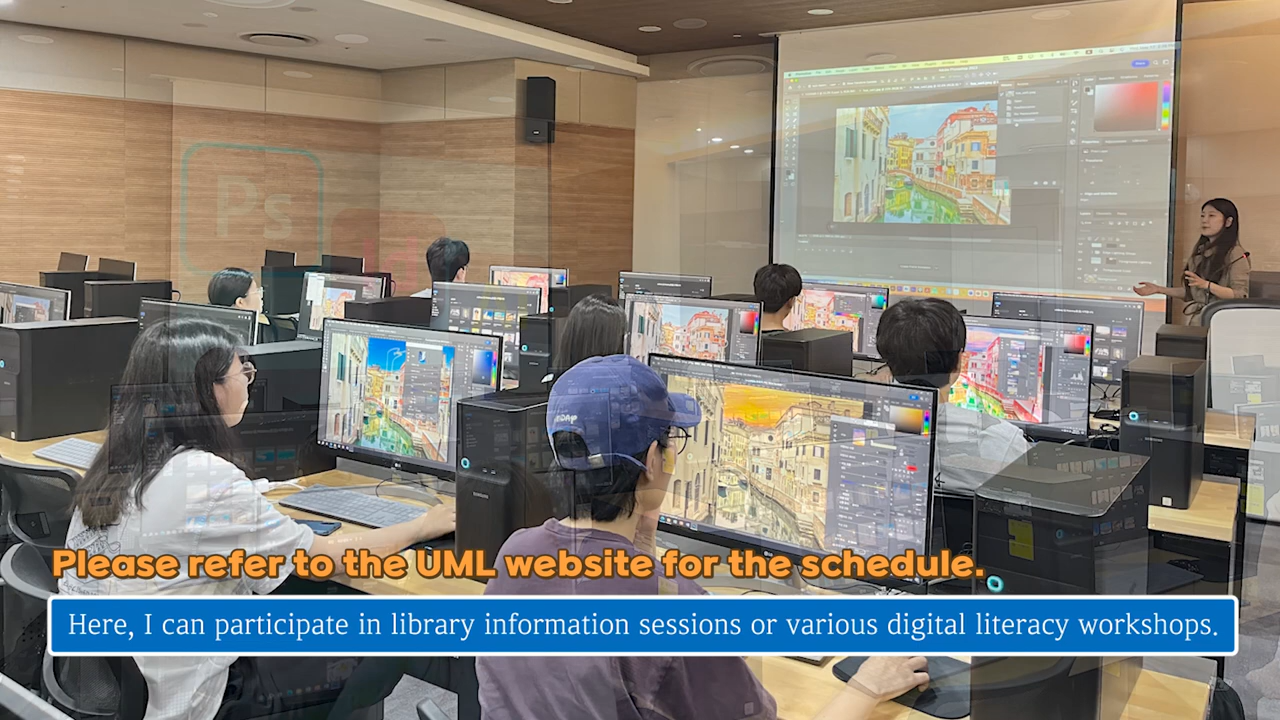 Ps
Please refer to the UML website for the schedule.
Here, I can participate in library information sessions or various digital literacy workshops.